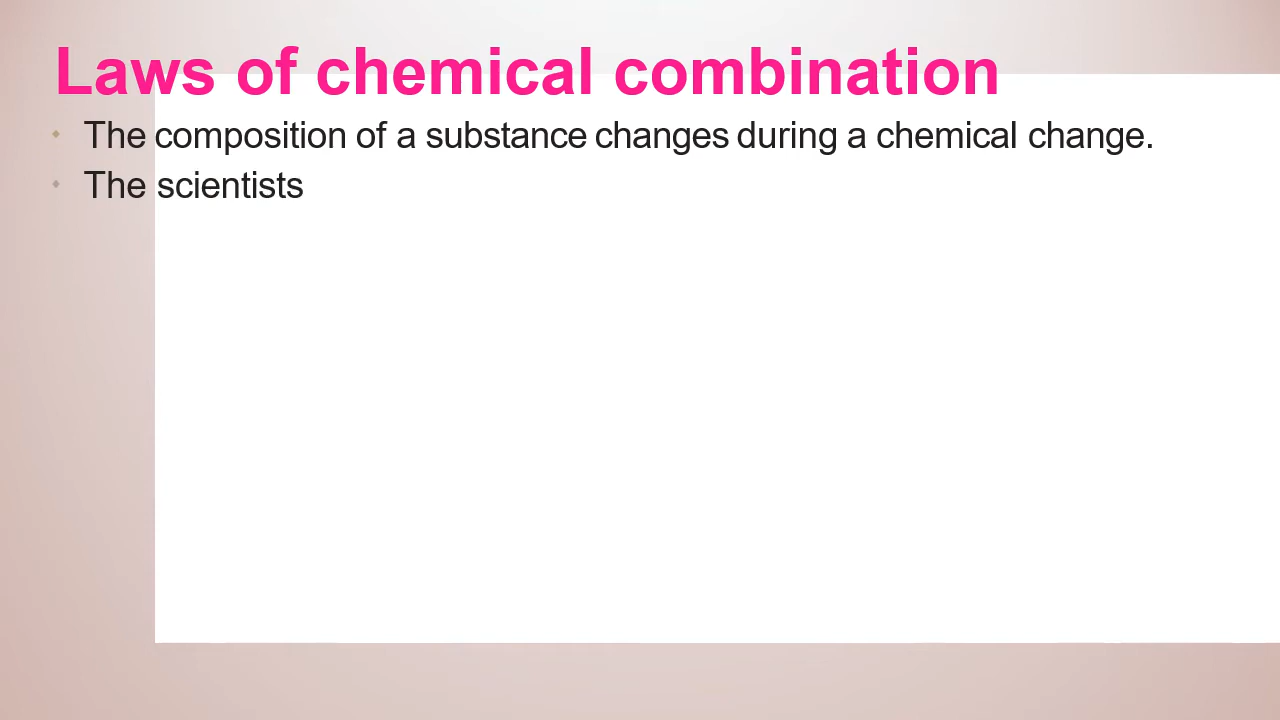 Laws of chemical combination
The composition of a substance changes during a chemical change.
The scientists